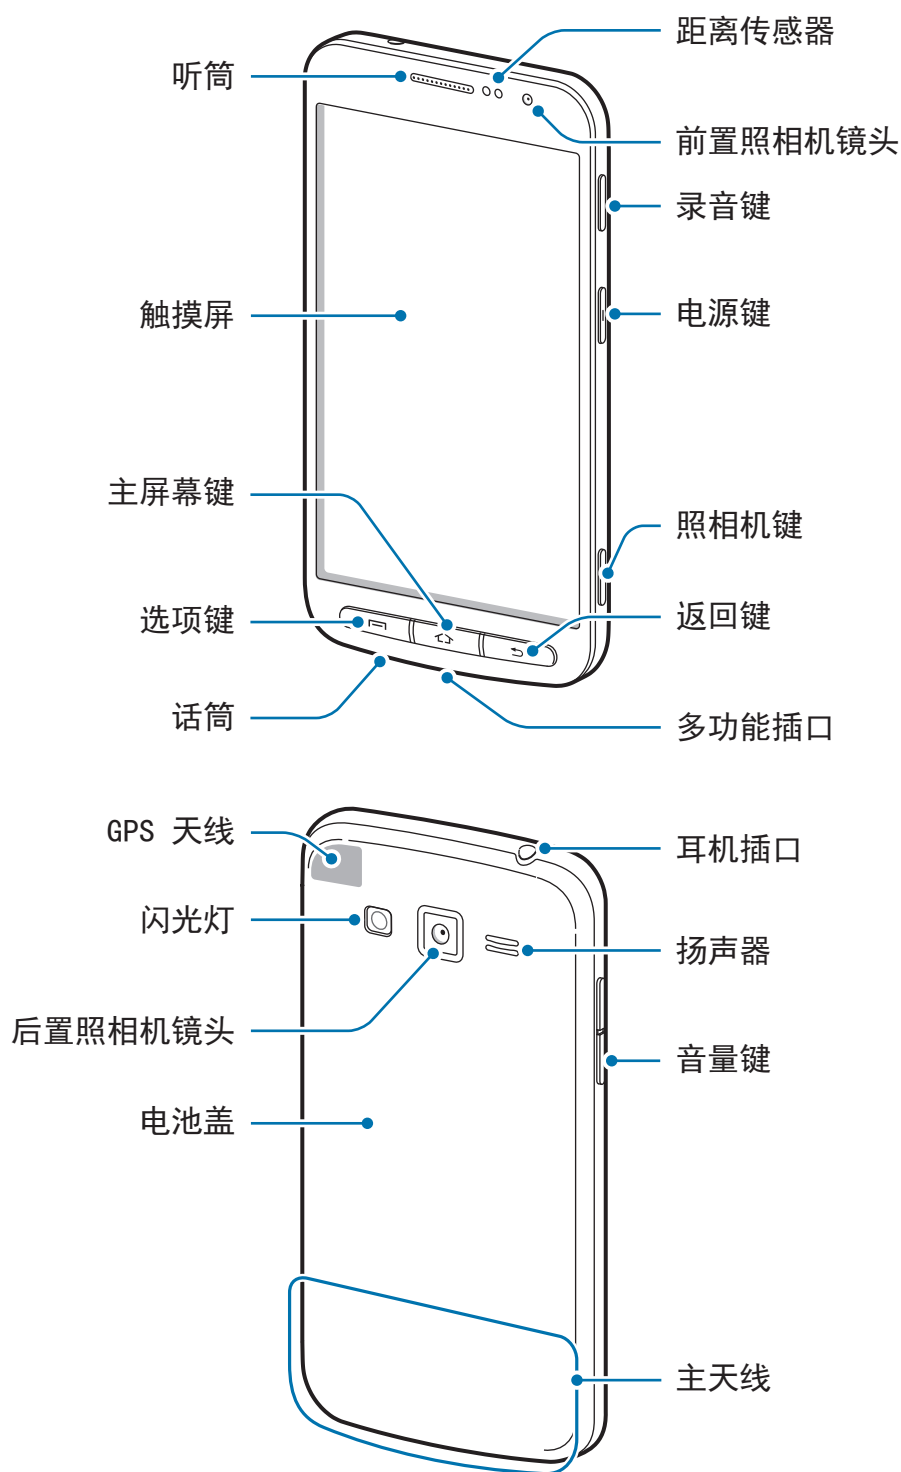 距离传感器
听筒
前置照相机镜头
录音键
触摸屏
电源键
主屏幕键
照相机键
选项键
返回键
话筒
多功能插口
GPS 天线
耳机插口
闪光灯
扬声器
后置照相机镜头
音量键
电池盖
主天线